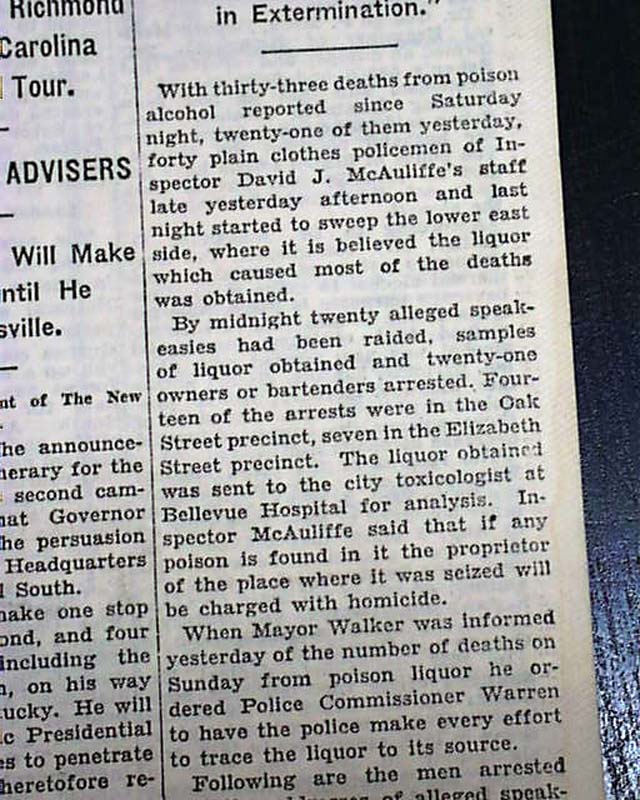 Richmond
Carolina
Tour.
ADVISERS
Will Make
ntil He
sville.
nt of The New
he announce-
nerary for the
second cam-
hat Governor
he persuasion
Headquarters
South.
make one stop
ond, and four
including the
n, on his way
tucky. He will
ic Presidential
es to penetrate
heretofore re-
in Extermination."
With thirty-three deaths from poison
alcohol reported since Saturday
night, twenty-one of them yesterday,
forty plain clothes policemen of In-
spector David J. McAuliffe's staff
late yesterday afternoon and last
night started to sweep the lower east
side, where it is believed the liquor
which caused most of the deaths
was obtained.
By midnight twenty alleged speak-
easies had been raided, samples
of liquor obtained and twenty-one
owners or bartenders arrested. Four-
teen of the arrests were in the Oak
Street precinct, seven in the Elizabeth
Street precinct. The liquor obtained
was sent to the city toxicologist at
Bellevue Hospital for analysis. In-
spector McAuliffe said that if any
poison is found in it the proprietor
of the place where it was seized will
be charged with homicide.
When Mayor Walker was informed
yesterday of the number of deaths on
Sunday from poison liquor he or-
dered Police Commissioner Warren
to have the police make every effort
to trace the liquor to its source.
Following are the men arrested
of alleged speak-